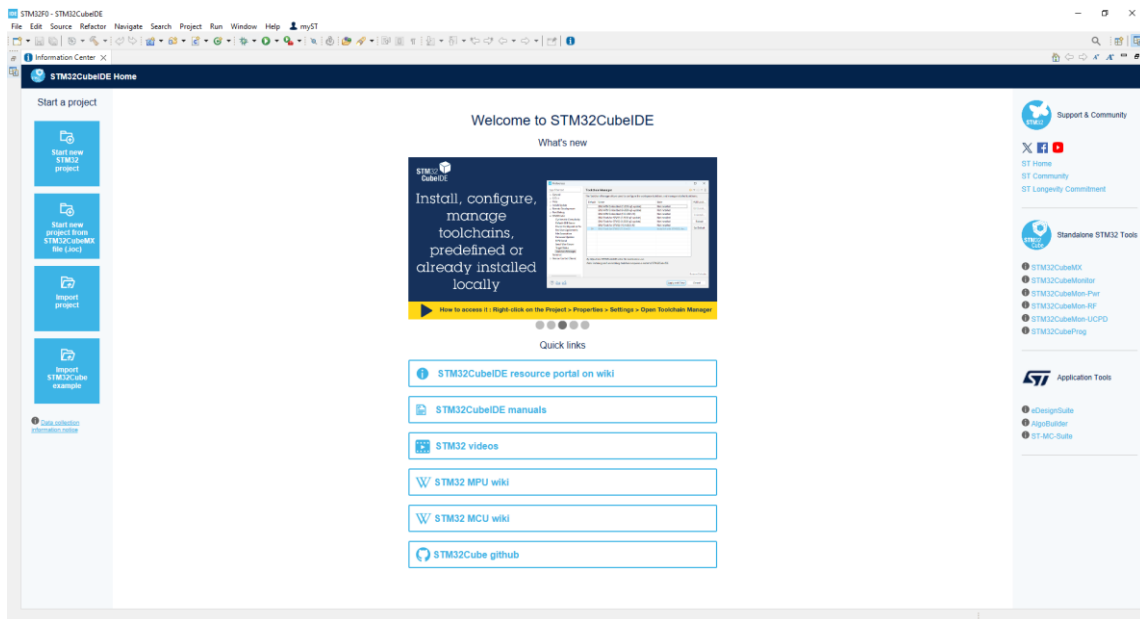 STM32F0 - STM32CubeIDE
File Edit Source Refactor Navigate Search Project Run Window Help myST
Information Center
STM32CubeIDE Home
Start a project
Start new
STM32
project
Start new
project from
STM32CubeMX
file (.ioc)
Import
project
Import
STM32Cube
example
Data collection
information notice
Welcome to STM32CubeIDE
What's new
STM32
CubeIDE
Install, configure,
manage
toolchains,
predefined or
already installed
locally
How to access it : Right-click on the Project > Properties > Settings > Open Toolchain Manager
Quick links
STM32CubeIDE resource portal on wiki
STM32CubeIDE manuals
STM32 videos
STM32 MPU wiki
STM32 MCU wiki
STM32Cube github
Support & Community
ST Home
ST Community
ST Longevity Commitment
Standalone STM32 Tools
STM32CubeMX
STM32CubeMonitor
STM32CubeMon-Pwr
STM32CubeMon-RF
STM32CubeMon-UCPD
STM32CubeProg
Application Tools
eDesignSuite
AlgoBuilder
ST-MC-Suite